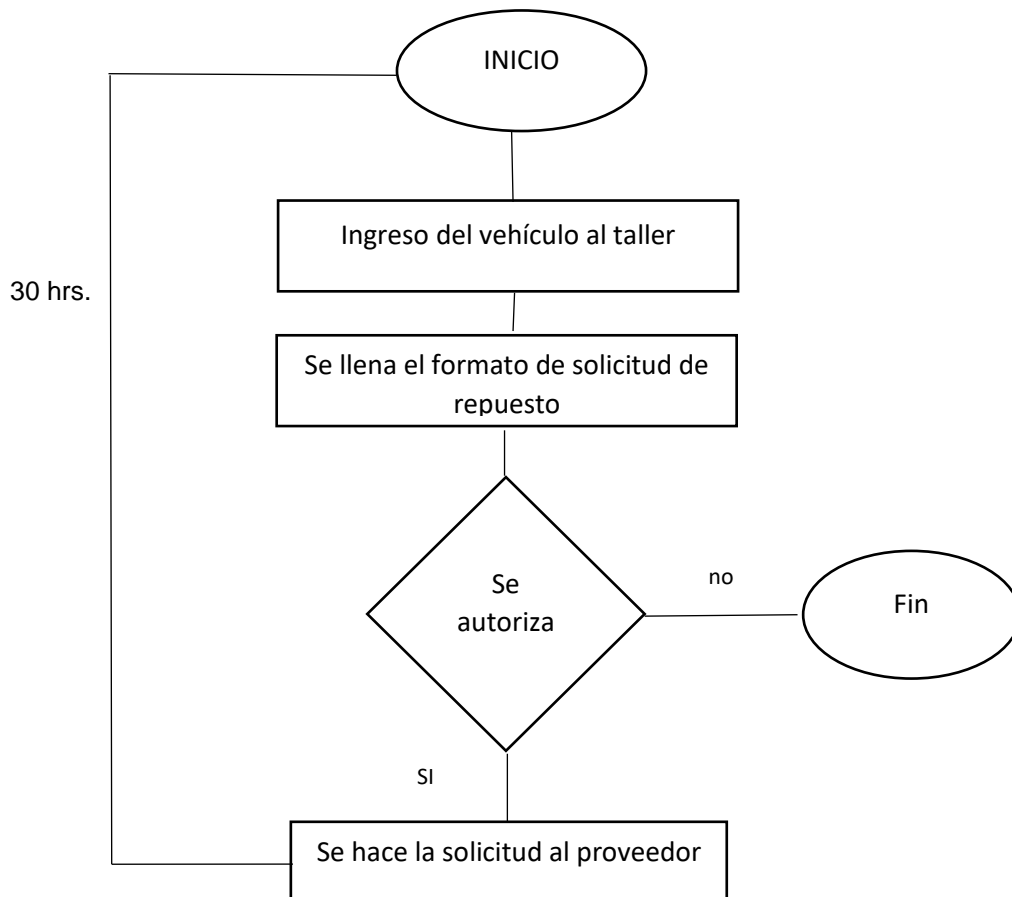 INICIO
Ingreso del vehículo al taller
30 hrs.
Se llena el formato de solicitud de
repuesto
Se
autoriza
no
Fin
SI
Se hace la solicitud al proveedor